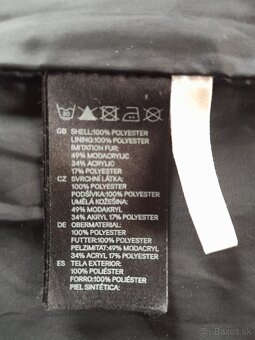 30
GB SHELL:100% POLYESTER
LINING:100% POLYESTER
IMITATION FUR:
49% MODACRYLIC
34% ACRYLIC
17% POLYESTER
CZ SVRCHNÍ LÁTKA:
100% POLYESTER
PODŠÍVKA:100% POLYESTER
UMĚLÁ KOŽEŠINA:
49% MODAKRYL
34% AKRYL 17% POLYESTER
DE OBERMATERIAL:
100% POLYESTER
FUTTER:100% POLYESTER
PELZIMITAT:49% MODACRYL
34% ACRYL 17% POLYESTER
ES TELA EXTERIOR:
100% POLIÉSTER
FORRO:100% POLIÉSTER
PIEL SINTÉTICA:
Bazos.sk